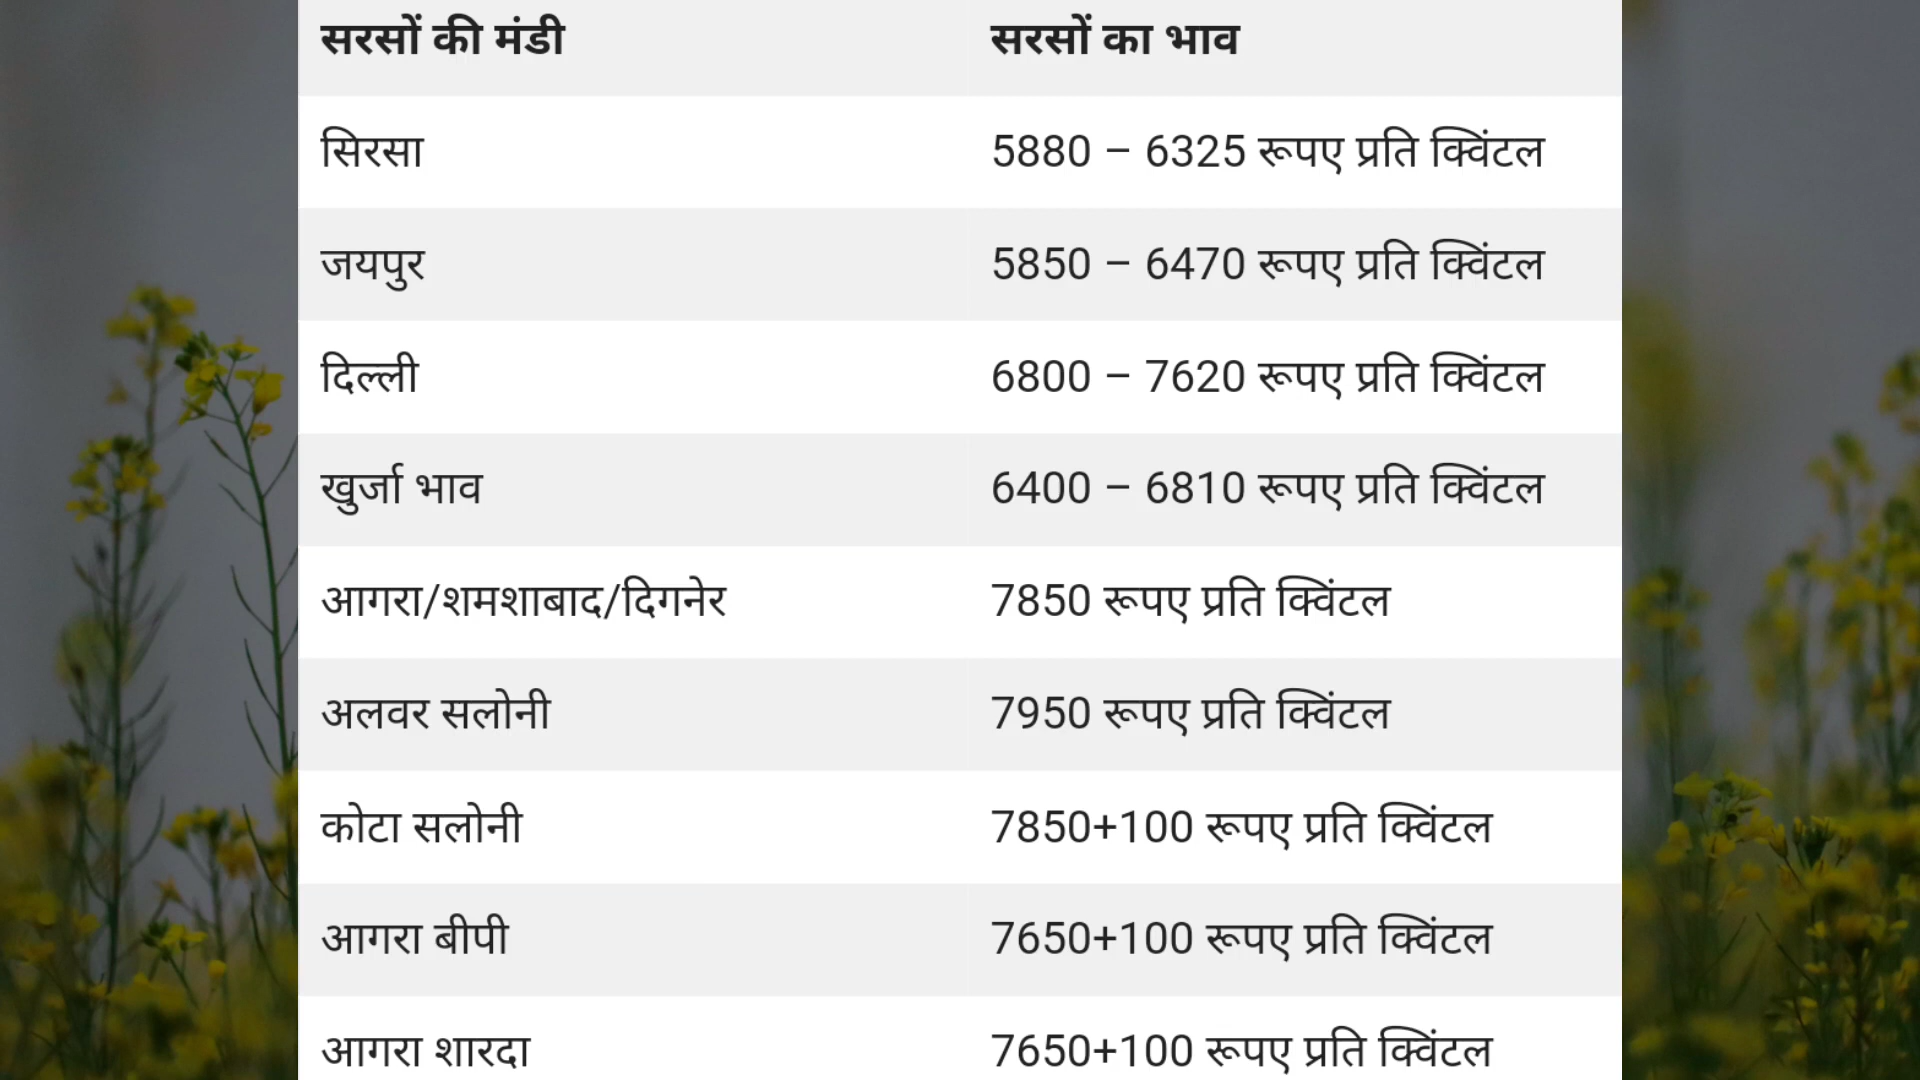 सरसों की मंडी सरसों का भाव
सिरसा 5880 – 6325 रूपए प्रति क्विंटल
जयपुर 5850 – 6470 रूपए प्रति क्विंटल
दिल्ली 6800 – 7620 रूपए प्रति क्विंटल
खुर्जा भाव 6400 – 6810 रूपए प्रति क्विंटल
आगरा/शमशाबाद/दिगनेर 7850 रूपए प्रति क्विंटल
अलवर सलोनी 7950 रूपए प्रति क्विंटल
कोटा सलोनी 7850+100 रूपए प्रति क्विंटल
आगरा बीपी 7650+100 रूपए प्रति क्विंटल
आगरा शारदा 7650+100 रूपए प्रति क्विंटल